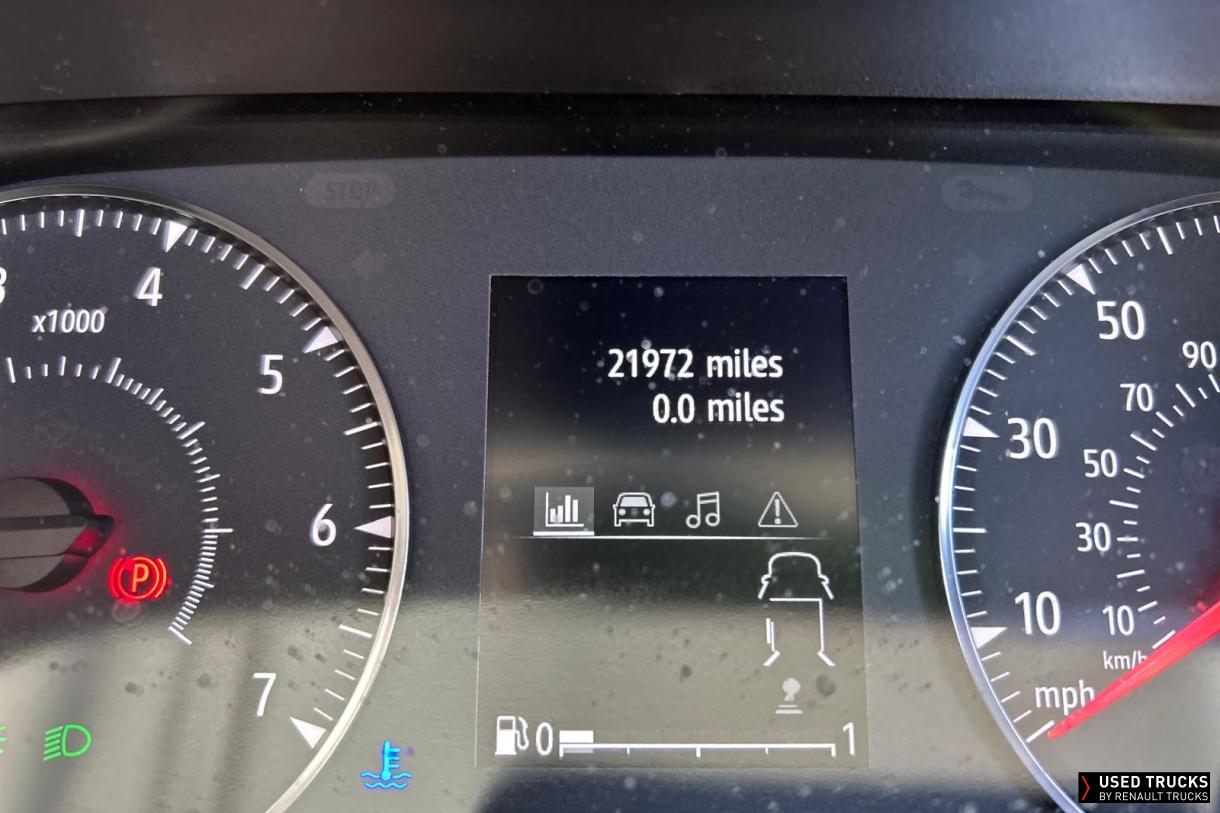 STOP
3
4
x1000
5
6
7
P
21972 miles
0.0 miles
0
1
50
30
10
mph
90
70
50
30
10
km/h
USED TRUCKS
BY RENAULT TRUCKS